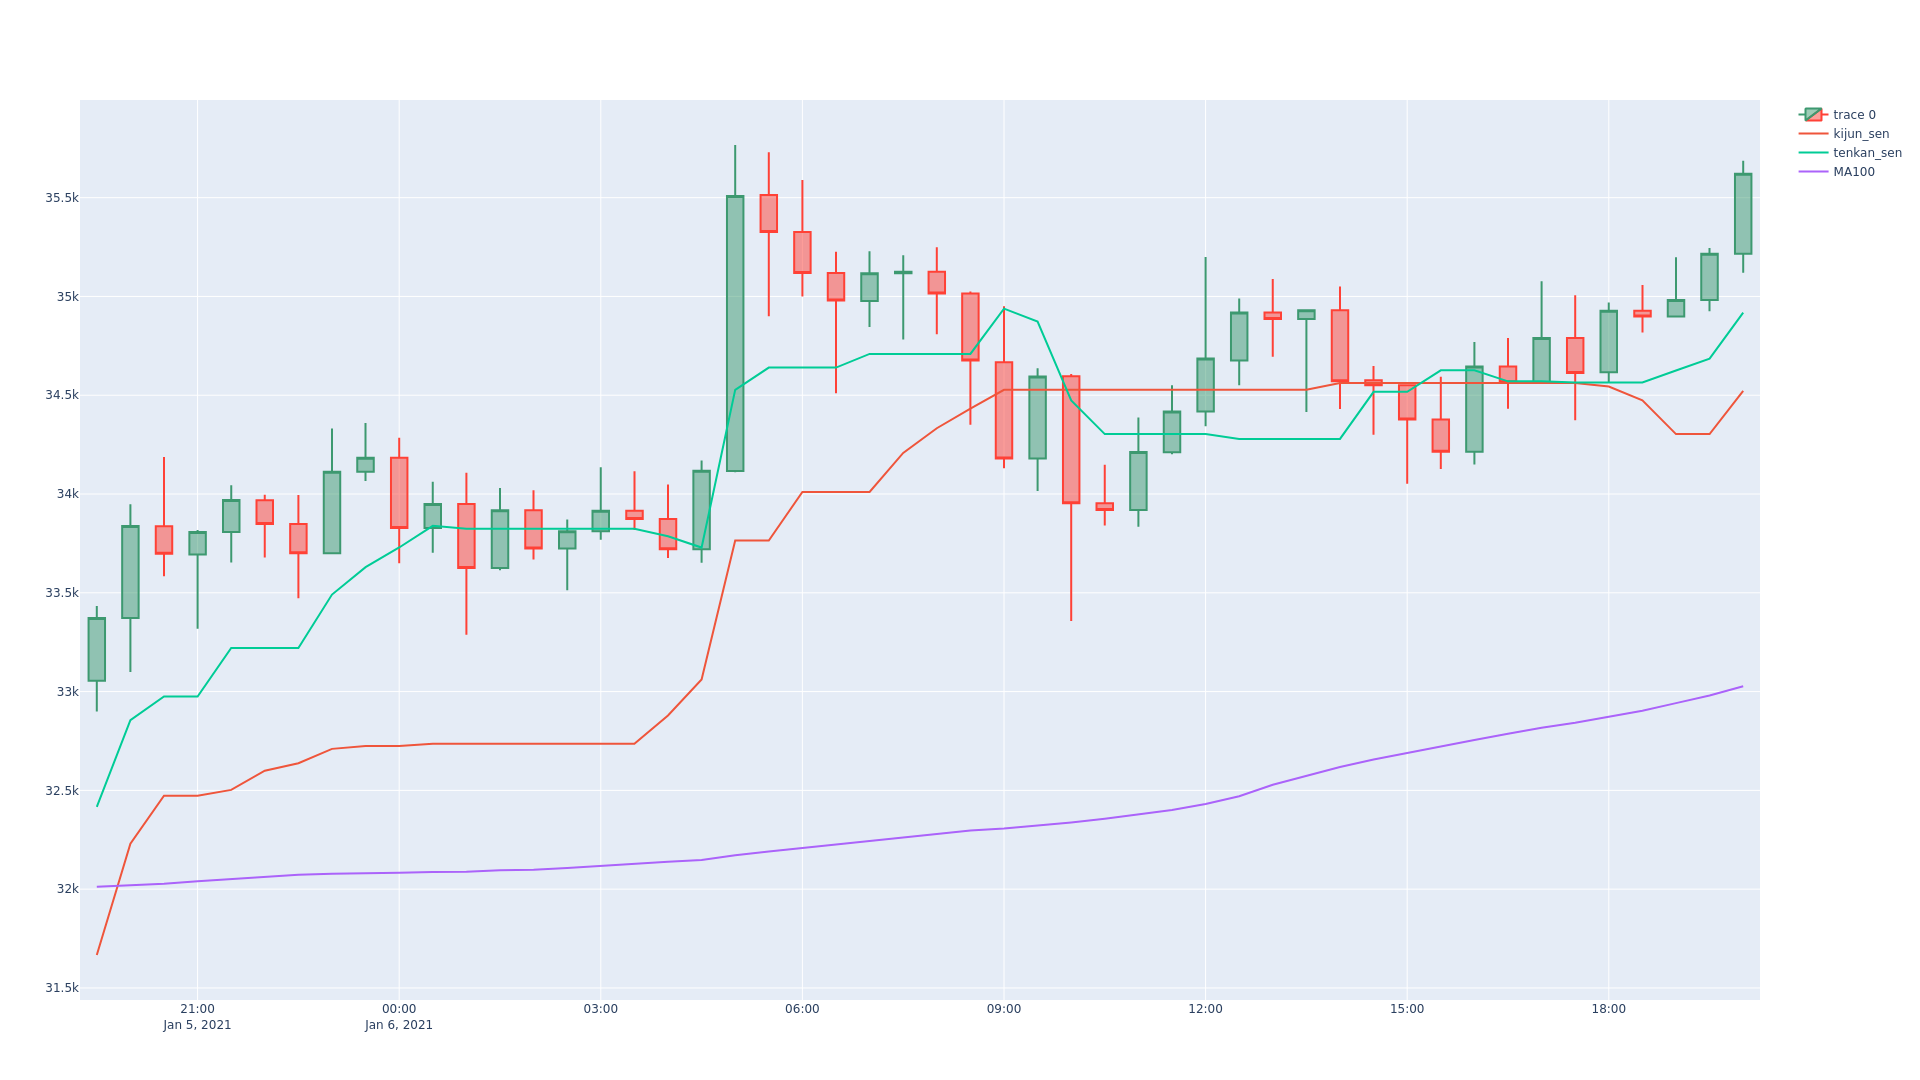 trace 0
kijun_sen
tenkan_sen
MA100
35.5k
35k
34.5k
34k
33.5k
33k
32.5k
32k
31.5k
21:00 00:00 03:00 06:00 09:00 12:00 15:00 18:00
Jan 5, 2021 Jan 6, 2021